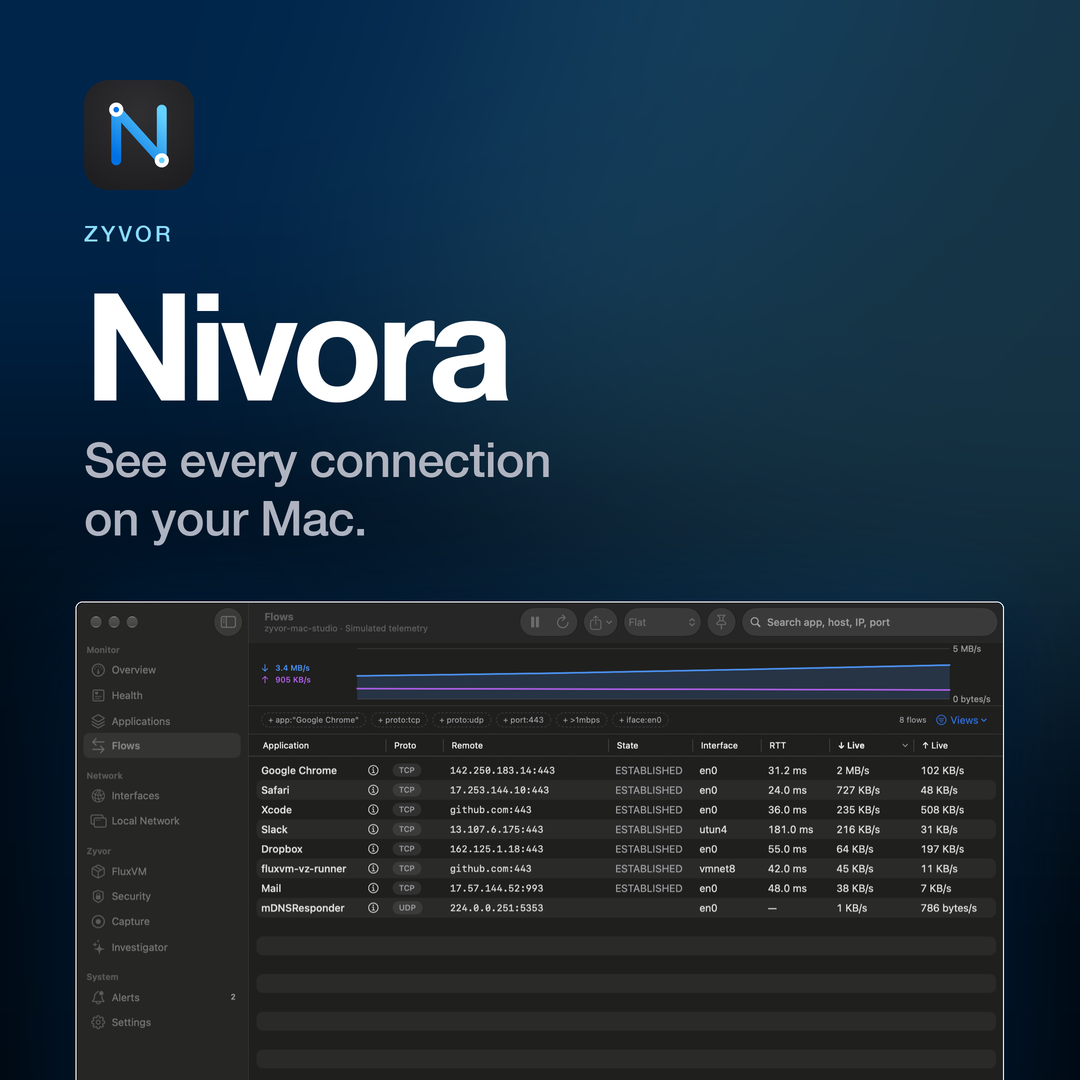 N
ZYVOR
Nivora
See every connection
on your Mac.
Flows
zyvor-mac-studio · Simulated telemetry
Flat
Search app, host, IP, port
Monitor
Overview
Health
Applications
Flows
Network
Interfaces
Local Network
Zyvor
FluxVM
Security
Capture
Investigator
System
Alerts 2
Settings
↓ 3.4 MB/s
↑ 905 KB/s
5 MB/s
0 bytes/s
+ app:"Google Chrome" + proto:tcp + proto:udp + port:443 + >1mbps + iface:en0 8 flows Views
Application Proto Remote State Interface RTT ↓ Live ↑ Live
Google Chrome TCP 142.250.183.14:443 ESTABLISHED en0 31.2 ms 2 MB/s 102 KB/s
Safari TCP 17.253.144.10:443 ESTABLISHED en0 24.0 ms 727 KB/s 48 KB/s
Xcode TCP github.com:443 ESTABLISHED en0 36.0 ms 235 KB/s 508 KB/s
Slack TCP 13.107.6.175:443 ESTABLISHED utun4 181.0 ms 216 KB/s 31 KB/s
Dropbox TCP 162.125.1.18:443 ESTABLISHED en0 55.0 ms 64 KB/s 197 KB/s
fluxvm-vz-runner TCP github.com:443 ESTABLISHED vmnet8 42.0 ms 45 KB/s 11 KB/s
Mail TCP 17.57.144.52:993 ESTABLISHED en0 48.0 ms 38 KB/s 7 KB/s
mDNSResponder UDP 224.0.0.251:5353 en0 — 1 KB/s 786 bytes/s